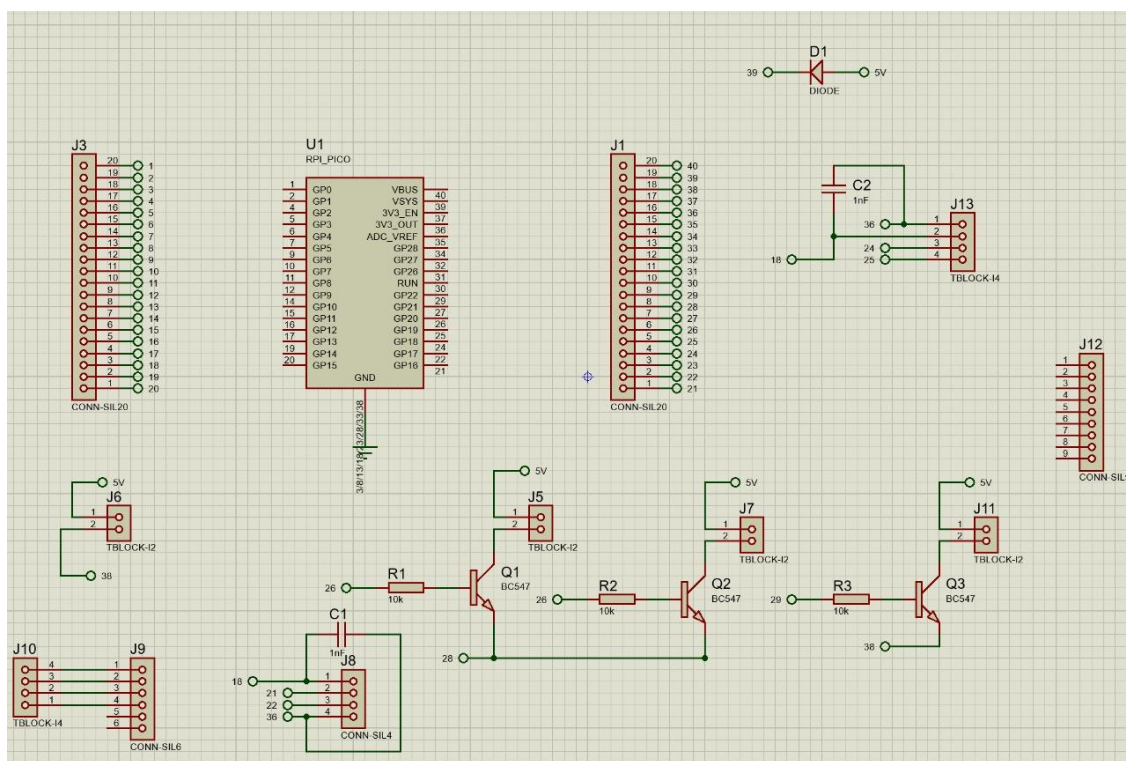 D1
39 5V
DIODE
J3
20 1
19 2
18 3
17 4
16 5
15 6
14 7
13 8
12 9
11 10
10 11
9 12
8 13
7 14
6 15
5 16
4 17
3 18
2 19
1 20
CONN-SIL20
U1
RPI_PICO
1 GP0 VBUS 40
2 GP1 VSYS 39
4 GP2 3V3_EN 37
5 GP3 3V3_OUT 36
6 GP4 ADC_VREF 35
7 GP5 GP28 34
9 GP6 GP27 32
10 GP7 GP26 31
11 GP8 RUN 30
12 GP9 GP22 29
14 GP10 GP21 27
15 GP11 GP20 26
16 GP12 GP19 25
17 GP13 GP18 24
19 GP14 GP17 22
20 GP15 GP16 21
GND
3/8/13/18/23/28/33/38
J1
20 40
19 39
18 38
17 37
16 36
15 35
14 34
13 33
12 32
11 31
10 30
9 29
8 28
7 27
6 26
5 25
4 24
3 23
2 22
1 21
CONN-SIL20
C2
1nF
J13
36 1
18 2
24 3
25 4
TBLOCK-I4
J12
1
2
3
4
5
6
7
8
9
CONN-SIL
5V
J6
1
2
TBLOCK-I2
38
5V
J5
1
2
TBLOCK-I2
26
R1
10k
Q1
BC547
5V
J7
1
2
TBLOCK-I2
26
R2
10k
Q2
BC547
28
5V
J11
1
2
TBLOCK-I2
29
R3
10k
Q3
BC547
38
J10
4
3
2
1
TBLOCK-I4
J9
1
2
3
4
5
6
CONN-SIL6
C1
1nF
J8
18 1
21 2
22 3
36 4
CONN-SIL4